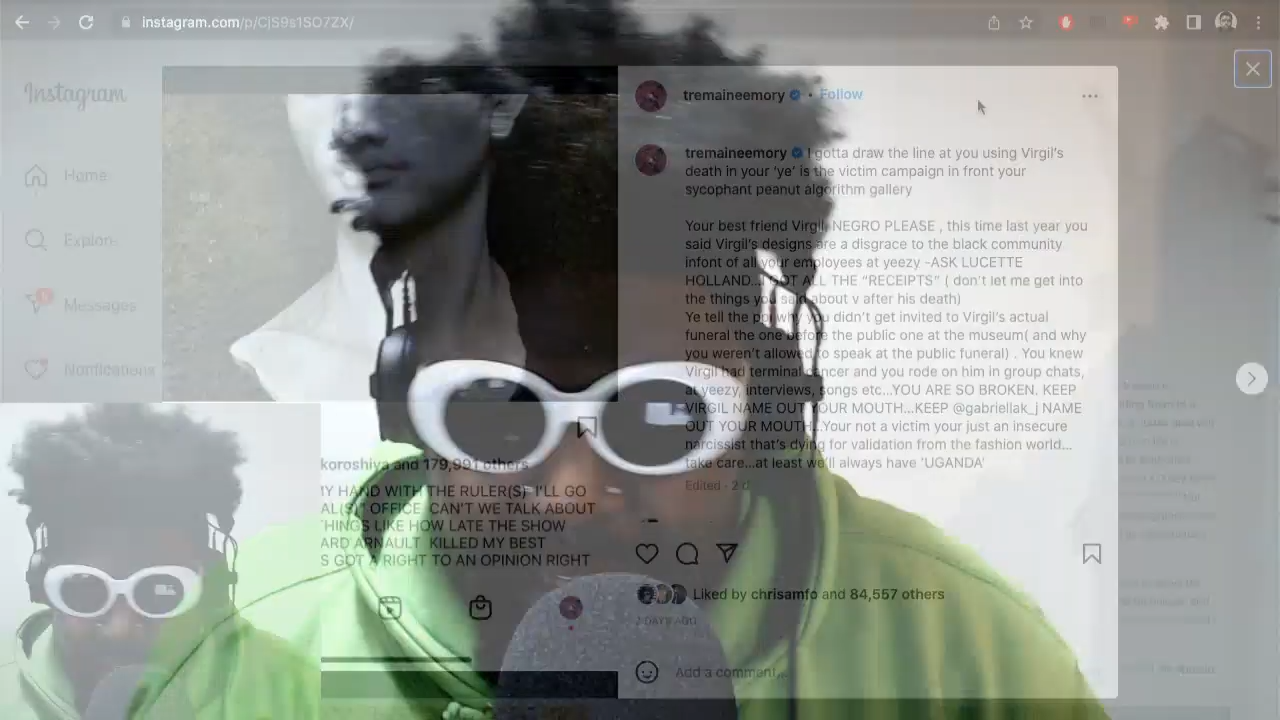 instagram.com/p/CjS9s1SO7ZX/
Instagram
Home
Explore
Messages
Notifications
tremaineemory • Follow
tremaineemory I gotta draw the line at you using Virgil's
death in your 'ye' is the victim campaign in front your
sycophant peanut algorithm gallery
Your best friend Virgil NEGRO PLEASE , this time last year you
said Virgil's designs are a disgrace to the black community
infont of all your employees at yeezy -ASK LUCETTE
HOLLAND... GOT ALL THE "RECEIPTS" ( don't let me get into
the things you said about v after his death)
Ye tell the ppl why you didn't get invited to Virgil's actual
funeral the one before the public one at the museum( and why
you weren't allowed to speak at the public funeral) . You knew
Virgil had terminal cancer and you rode on him in group chats,
at yeezy, interviews, songs etc...YOU ARE SO BROKEN. KEEP
VIRGIL NAME OUT YOUR MOUTH...KEEP @gabriellak_j NAME
OUT YOUR MOUTH...Your not a victim your just an insecure
narcissist that's dying for validation from the fashion world...
take care...at least we'll always have 'UGANDA'
Edited · 2 d
koroshiya and 179,991 others
MY HAND WITH THE RULER(S) I'LL GO
AL(S) OFFICE CAN'T WE TALK ABOUT
THINGS LIKE HOW LATE THE SHOW
ARD ARNAULT KILLED MY BEST
S GOT A RIGHT TO AN OPINION RIGHT
Liked by chrisamfo and 84,557 others
2 DAYS AGO
Add a comment...